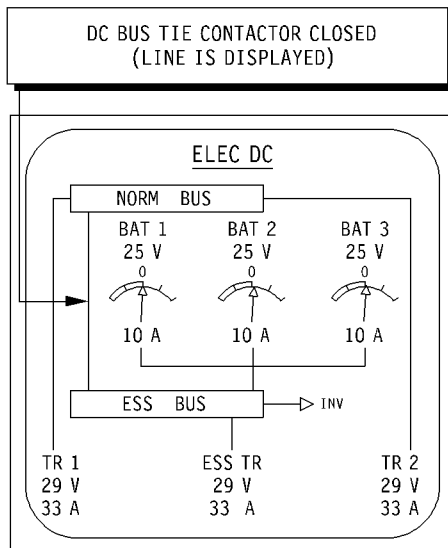 DC BUS TIE CONTACTOR CLOSED
(LINE IS DISPLAYED)
ELEC DC
NORM BUS
BAT 1 BAT 2 BAT 3
25 V 25 V 25 V
0 0 0
10 A 10 A 10 A
ESS BUS INV
TR 1 ESS TR TR 2
29 V 29 V 29 V
33 A 33 A 33 A